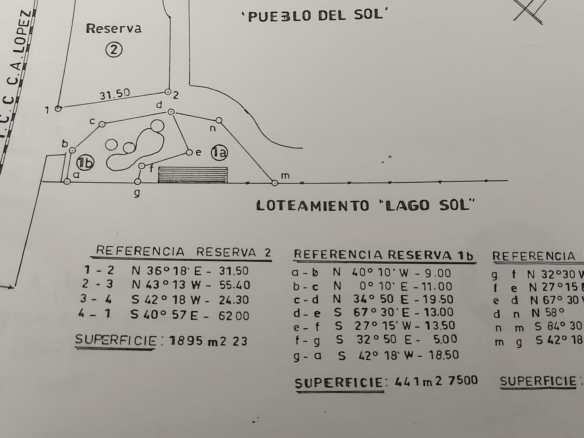 'PUEBLO DEL SOL'
Reserva
2
C C C.A. LOPEZ
31.50
1
2
d
c
n
b
e
1a
1b
f
a
g
m
LOTEAMIENTO "LAGO SOL"
REFERENCIA RESERVA 2
1 - 2 N 36° 18' E - 31.50
2 - 3 N 43° 13 W - 55.40
3 - 4 S 42° 18 W - 24.30
4 - 1 S 40° 57 E - 62 00
SUPERFICIE: 1895 m2 23
REFERENCIA RESERVA 1b
a - b N 40° 10' W - 9.00
b - c N 0° 10' E - 11.00
c - d N 34° 50 E - 19.50
d - e S 67° 30' E - 13.00
e - f S 27° 15' W - 13.50
f - g S 32° 50 E - 5.00
g - a S 42° 18' W - 18.50
SUPERFICIE: 441 m2 7500
REFERENCIA
g f N 32° 30 W
f e N 27° 15
e d N 67° 30
d n N 58°
n m S 84° 30
m g S 42° 18
SUPERFICIE: